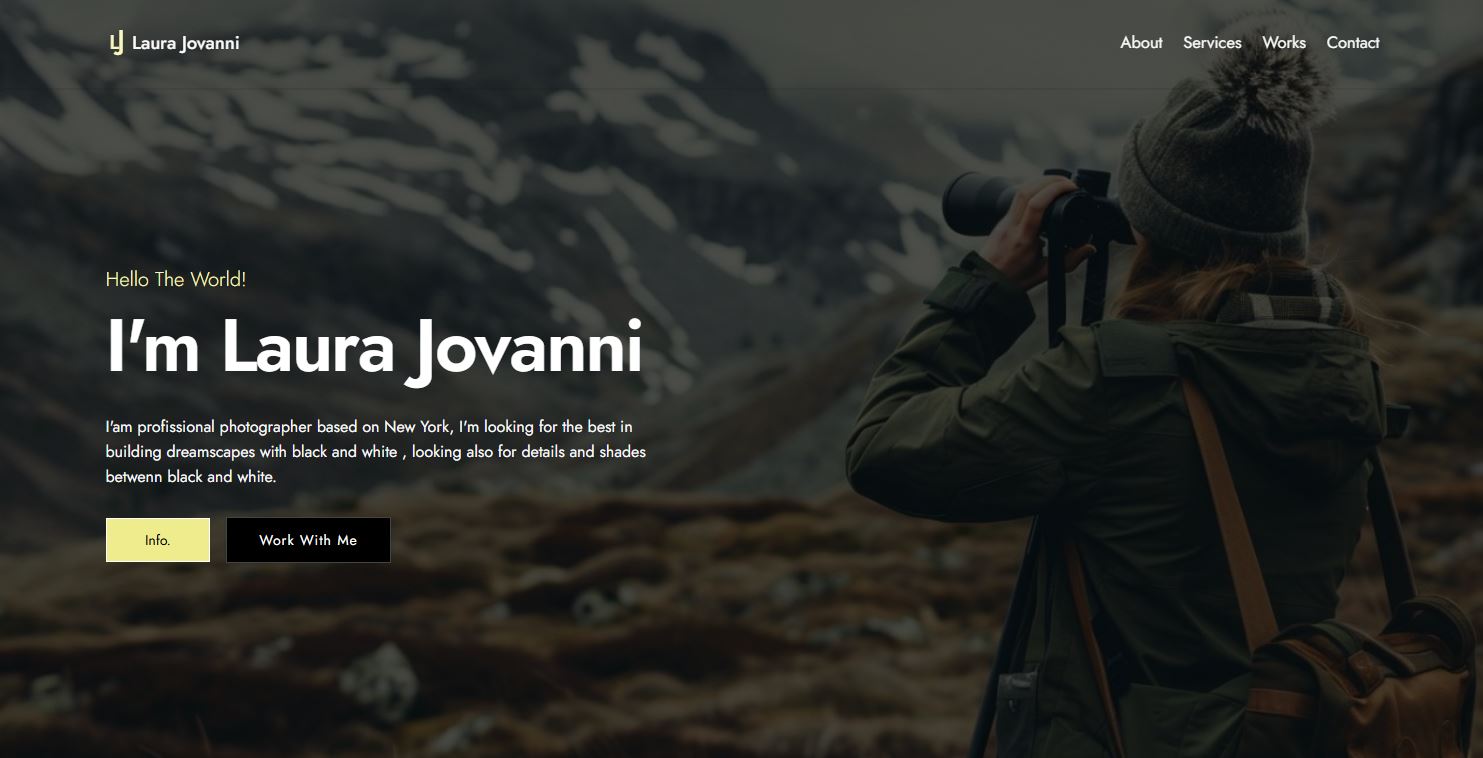 LJ Laura Jovanni
About Services Works Contact
Hello The World!
I'm Laura Jovanni
I'am profissional photographer based on New York, I'm looking for the best in
building dreamscapes with black and white , looking also for details and shades
betwenn black and white.
Info. Work With Me